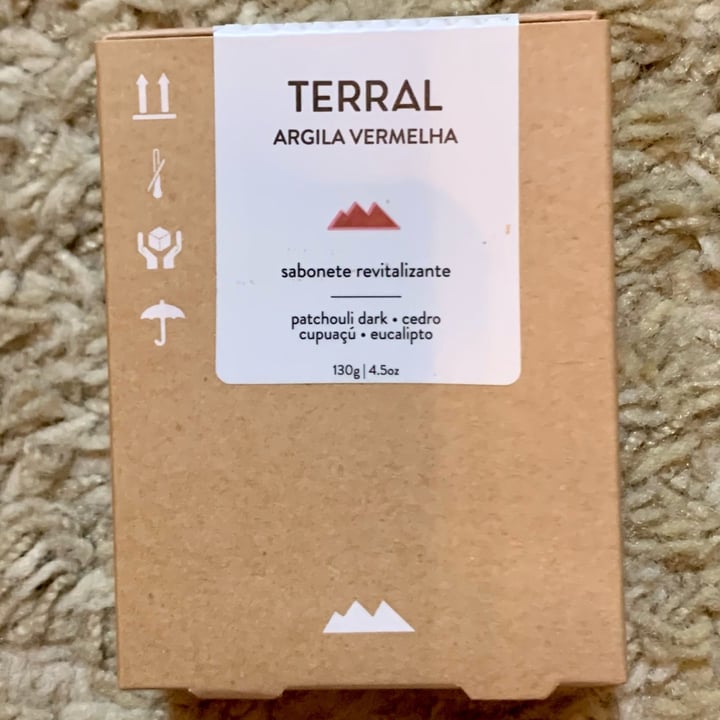 TERRAL
ARGILA VERMELHA
sabonete revitalizante
patchouli dark • cedro
cupuaçú • eucalipto
130g | 4.5oz